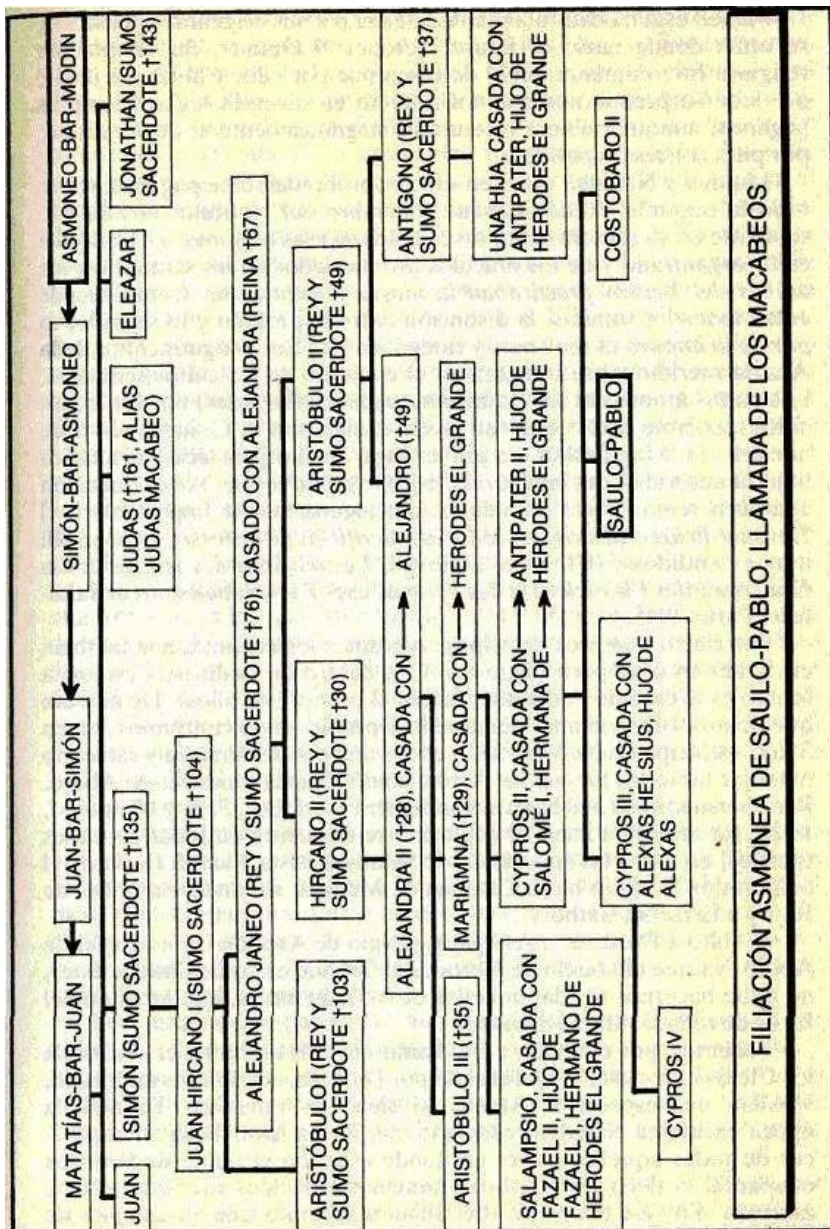 MATATÍAS-BAR-JUAN
JUAN-BAR-SIMÓN
SIMÓN-BAR-ASMNEO
ASMONEO-BAR-MODIN
JUAN
SIMÓN (SUMO SACERDOTE †135)
JUDAS (†161) ALIAS
JUDAS MACABEO)
ELEAZAR
JONATHAN (SUMO
SACERDOTE †143)
JUAN HIRCANO (SUMO SACERDOTE †104)
ALEJANDRO JANEO (REY Y SUMO SACERDOTE †76), CASADO CON ALEJANDRA (REINA †67)
ARISTÓBULO I (REY Y
SUMO SACERDOTE †103)
HIRCANO II (REY Y
SUMO SACERDOTE †30)
ARISTÓBULO II (REY Y
SUMO SACERDOTE †49)
ALEJANDRA II (†28) CASADA CON
ALEJANDRO (†49)
ANTÍGONO (REY Y
SUMO SACERDOTE †37)
ARISTÓBULO III (†35)
MARIAMNA (†29) CASADA CON
HERODES EL GRANDE
UNA HIJA CASADA CON
ANTIPÁTER, HIJO DE
HERODES EL GRANDE
SALAMPSIO CASADA CON
FAZAEL II, HIJO DE
FAZAEL, HERMANO DE
HERODES EL GRANDE
CYPROS II, CASADA CON
SALOMÉ, HERMANA DE
ANTIPÁTER II HIJO DE
HERODES EL GRANDE
CYPROS III, CASADA CON
ALEXAS HELSIUS, HIJO DE
ALEXAS
SAULO-PABLO
COSTOBARO II
CYPROS IV
FILIACIÓN ASMONEA DE SAULO-PABLO, LLAMADA DE LOS MACABEOS